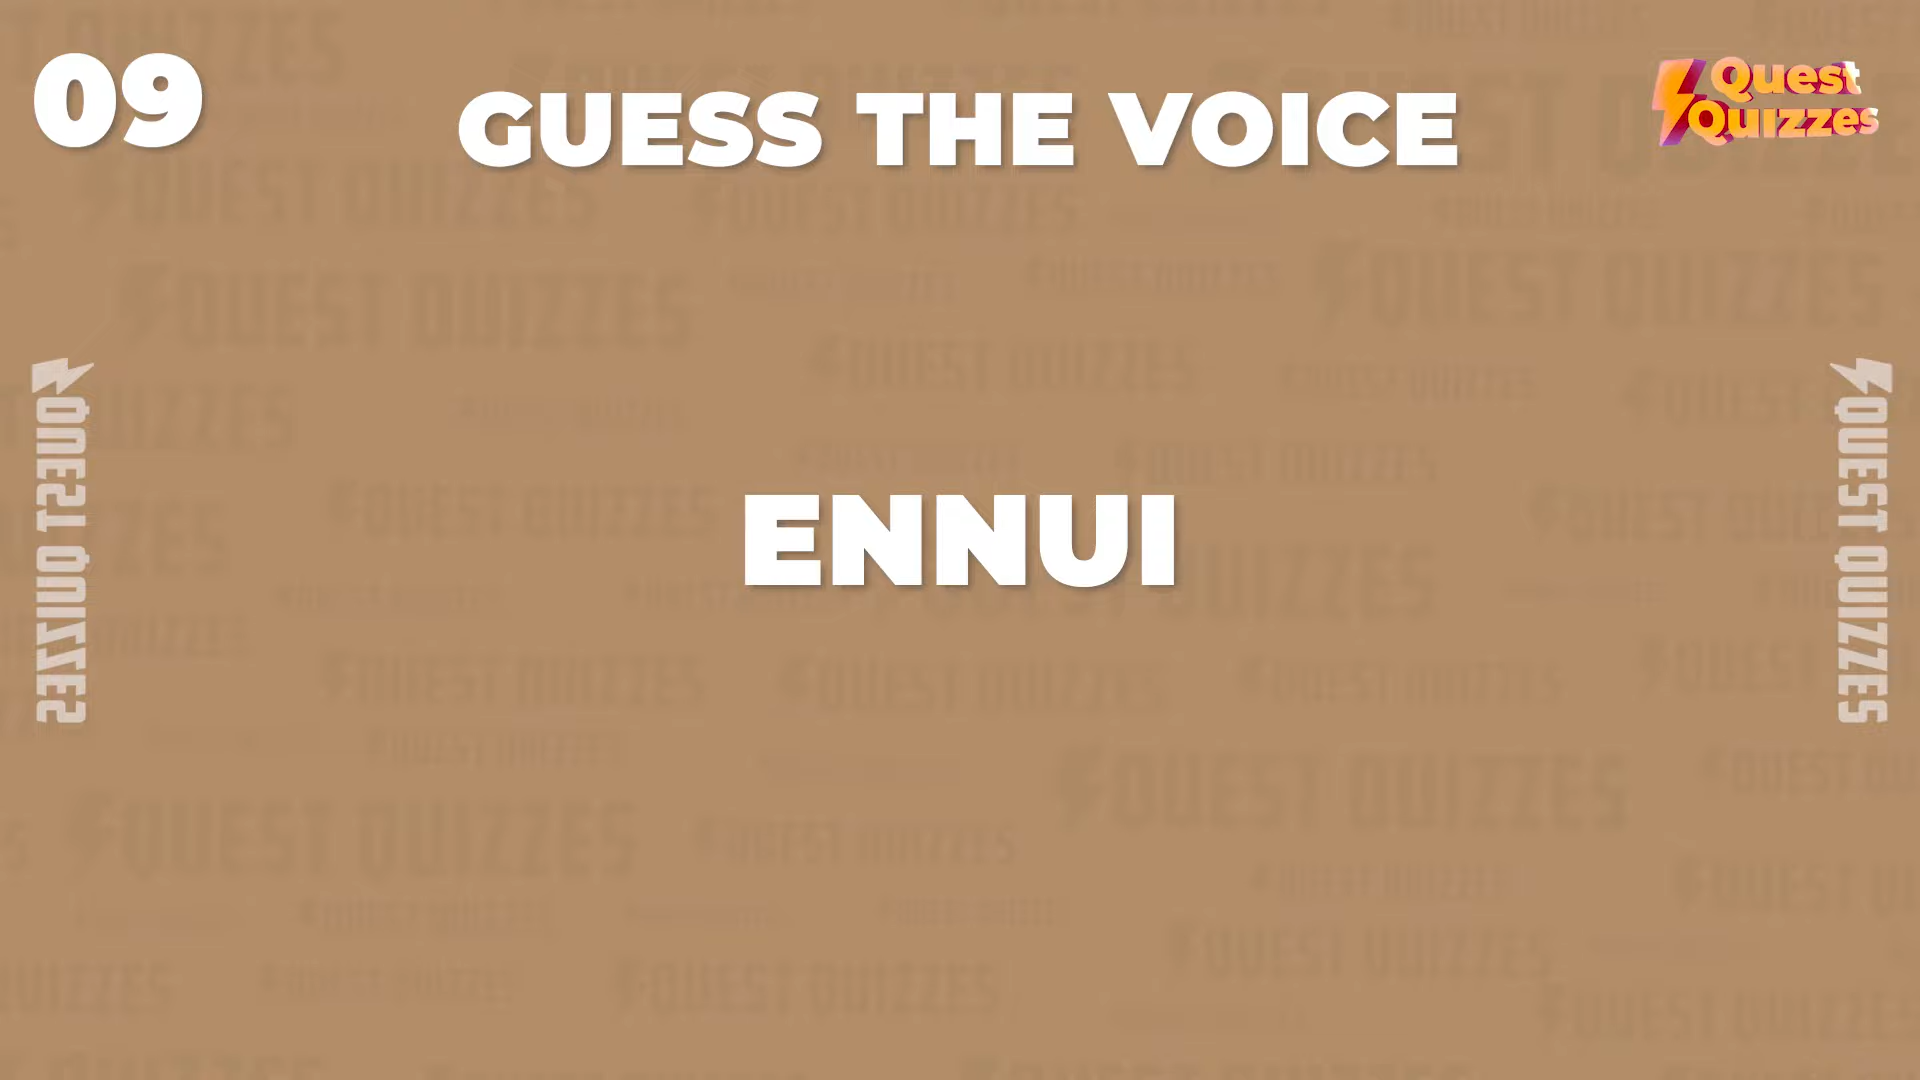 09
GUESS THE VOICE
Quest
Quizzes
QUEST QUIZZES
ENNUI
QUEST QUIZZES